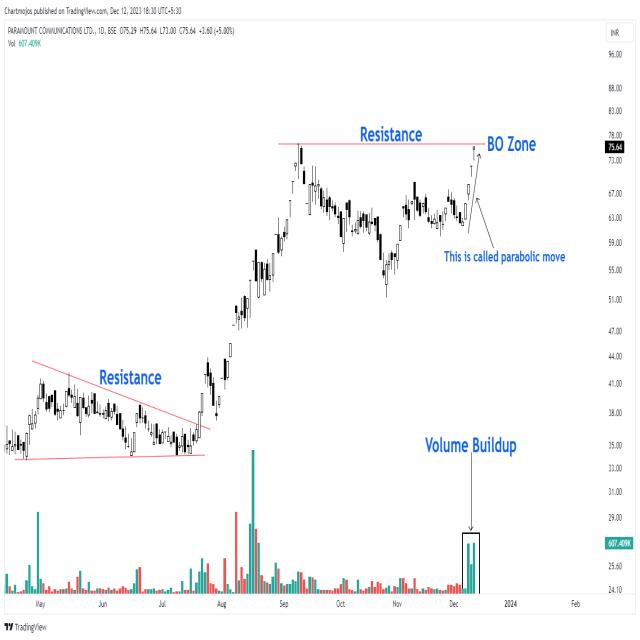 Chartmojos published on TradingView.com, Dec 12, 2023 18:30 UTC+5:30
PARAMOUNT COMMUNICATIONS LTD., 1D, BSE O75.29 H75.64 L73.00 C75.64 +3.60 (+5.00%)
INR
Vol 607.409K
96.00
88.00
83.00
78.00
Resistance
BO Zone
75.64
73.00
67.00
63.00
This is called parabolic move
59.00
55.00
51.00
47.00
44.00
Resistance
41.00
38.00
Volume Buildup
35.00
33.00
31.00
29.00
607.409K
25.60
24.10
May Jun Jul Aug Sep Oct Nov Dec 2024 Feb
TradingView